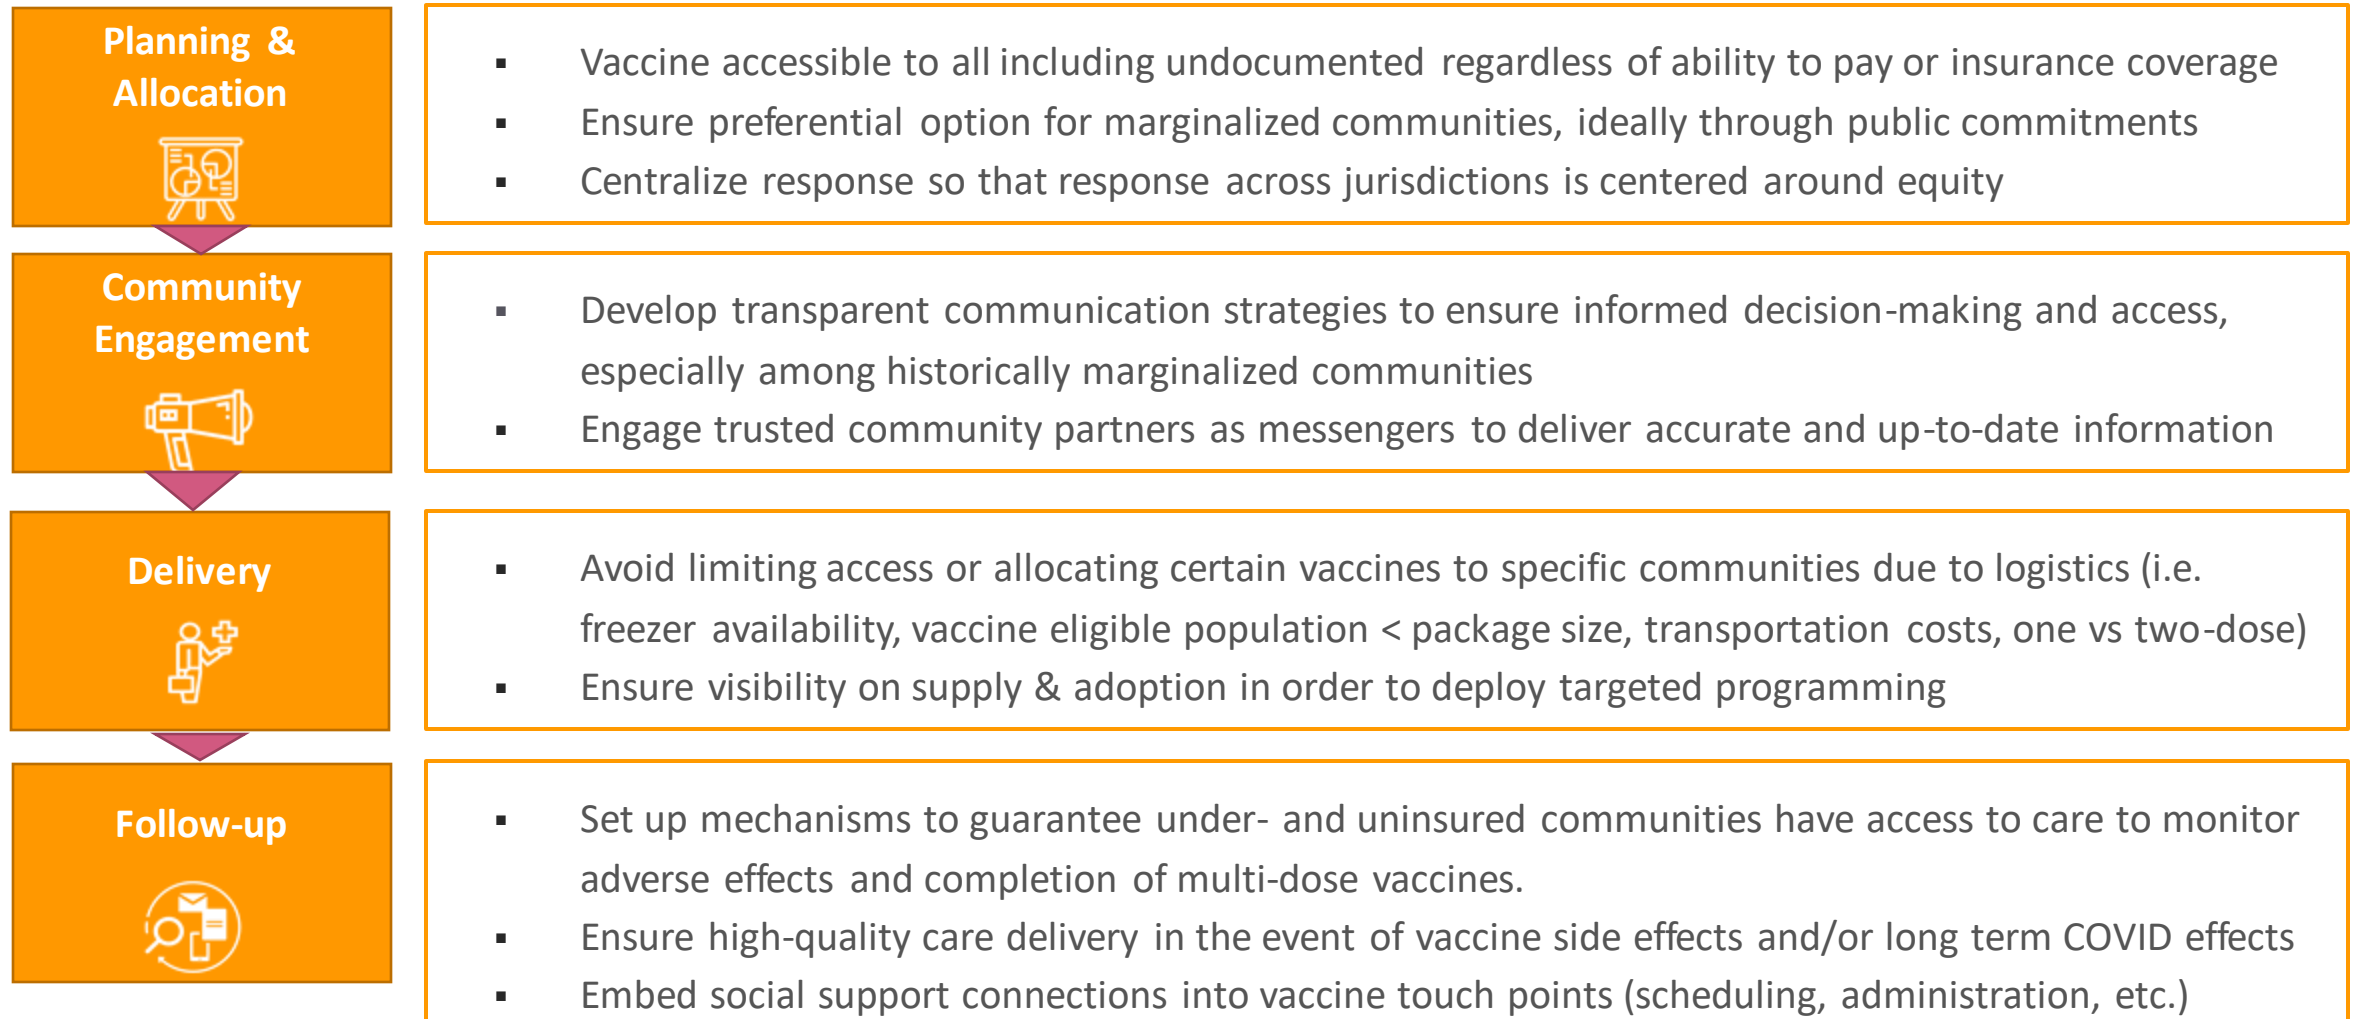 Planning &
Allocation
▪ Vaccine accessible to all including undocumented regardless of ability to pay or insurance coverage
▪ Ensure preferential option for marginalized communities, ideally through public commitments
▪ Centralize response so that response across jurisdictions is centered around equity
Community
Engagement
▪ Develop transparent communication strategies to ensure informed decision-making and access,
especially among historically marginalized communities
▪ Engage trusted community partners as messengers to deliver accurate and up-to-date information
Delivery
▪ Avoid limiting access or allocating certain vaccines to specific communities due to logistics (i.e.
freezer availability, vaccine eligible population < package size, transportation costs, one vs two-dose)
▪ Ensure visibility on supply & adoption in order to deploy targeted programming
Follow-up
▪ Set up mechanisms to guarantee under- and uninsured communities have access to care to monitor
adverse effects and completion of multi-dose vaccines.
▪ Ensure high-quality care delivery in the event of vaccine side effects and/or long term COVID effects
▪ Embed social support connections into vaccine touch points (scheduling, administration, etc.)